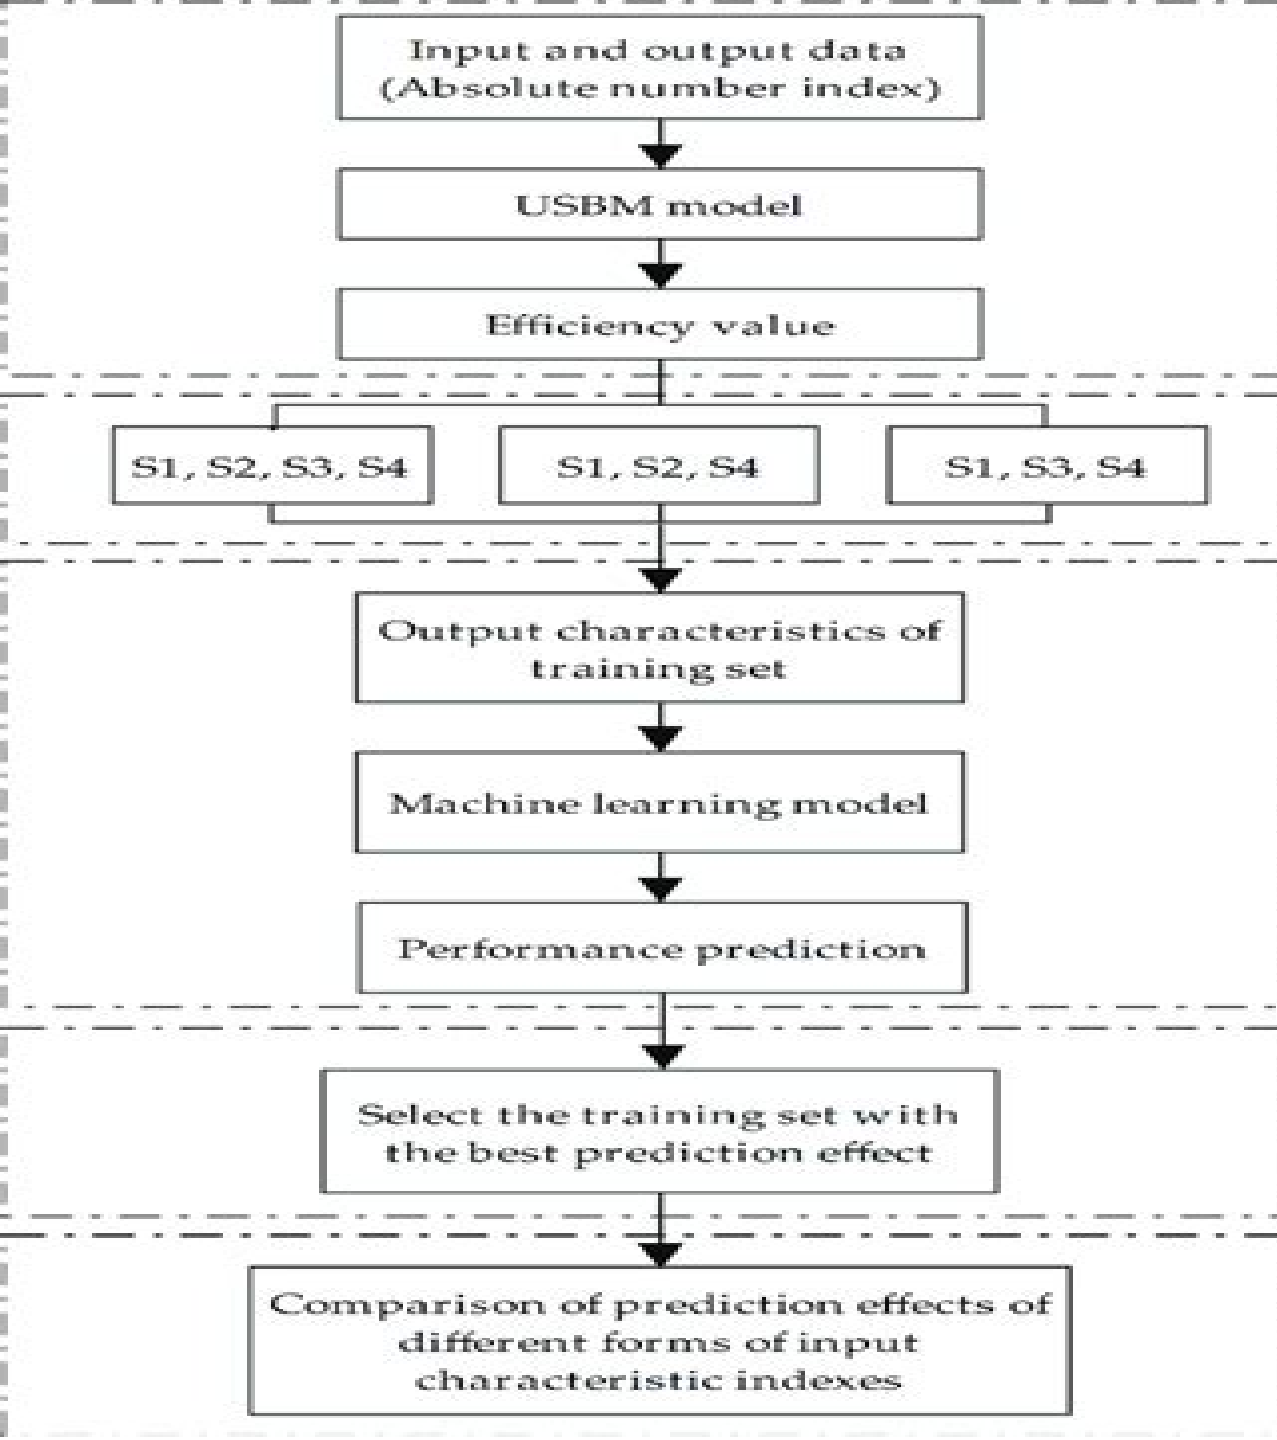 Input and output data
(Absolute number index)
USBM model
Efficiency value
S1, S2, S3, S4
S1, S2, S4
S1, S3, S4
Output characteristics of
training set
Machine learning model
Performance prediction
Select the training set with
the best prediction effect
Comparison of prediction effects of
different forms of input
characteristic indexes